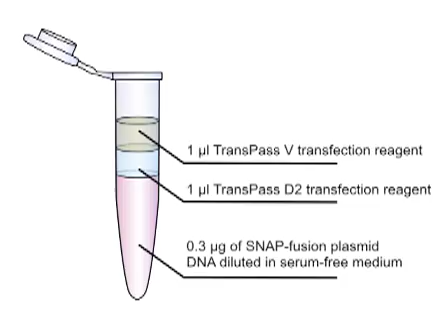 1 µl TransPass V transfection reagent
1 µl TransPass D2 transfection reagent
0.3 µg of SNAP-fusion plasmid
DNA diluted in serum-free medium